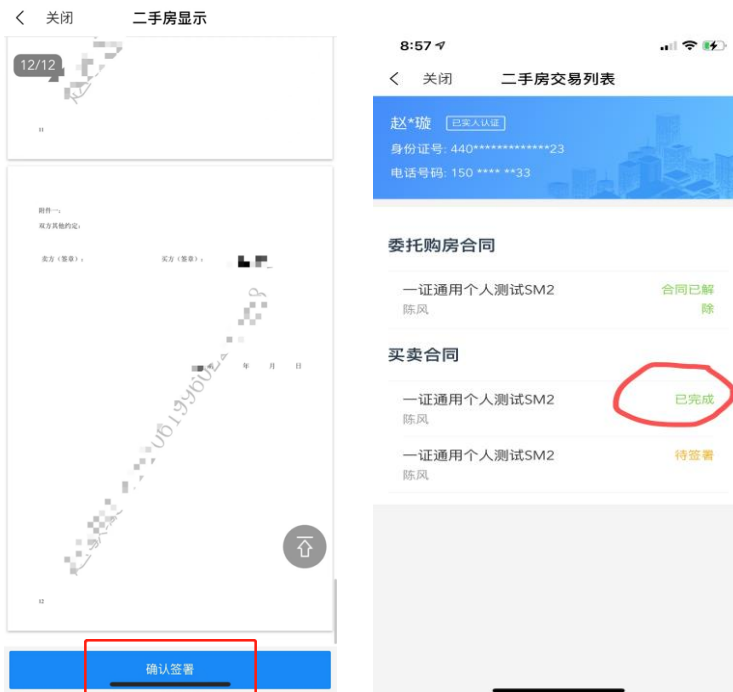 关闭
二手房显示
12/12
11
附件一:
双方其他约定:
卖方(签章):
买方(签章):
年 月 日
12
确认签署
8:57
关闭
二手房交易列表
赵*璇 已实人认证
身份证号: 440*************23
电话号码: 150 **** **33
委托购房合同
一证通用个人测试SM2
合同已解
除
陈风
买卖合同
一证通用个人测试SM2
已完成
陈风
一证通用个人测试SM2
待签署
陈风